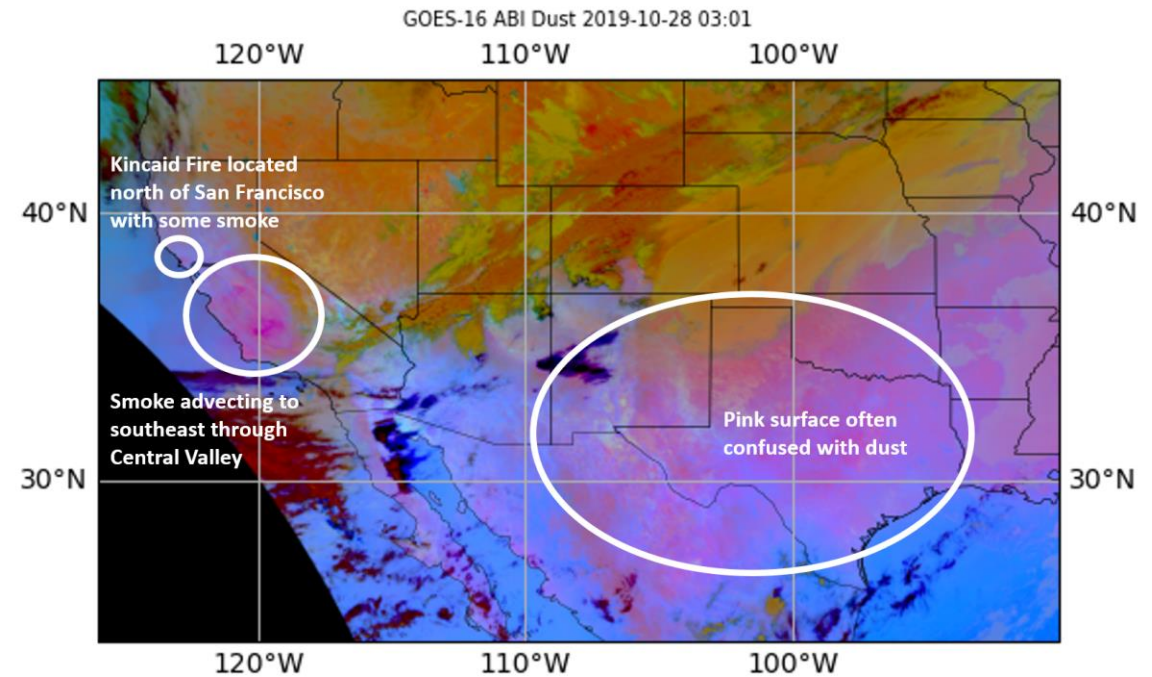 GOES-16 ABI Dust 2019-10-28 03:01
120°W 110°W 100°W
Kincaid Fire located
north of San Francisco
with some smoke
40°N 40°N
Smoke advecting to
southeast through
Central Valley
Pink surface often
confused with dust
30°N 30°N
120°W 110°W 100°W